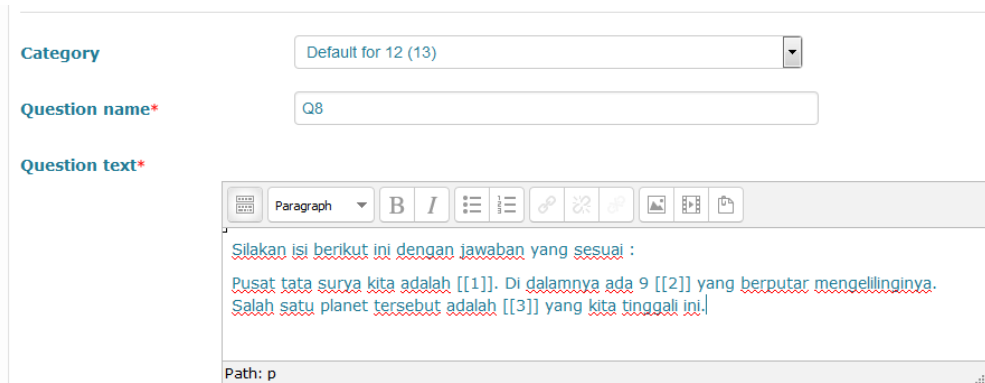 Category
Default for 12 (13)
Question name*
Q8
Question text*
Paragraph
B I
Silakan isi berikut ini dengan jawaban yang sesuai :
Pusat tata surya kita adalah [[1]]. Di dalamnya ada 9 [[2]] yang berputar mengelilinginya.
Salah satu planet tersebut adalah [[3]] yang kita tinggali ini.
Path: p